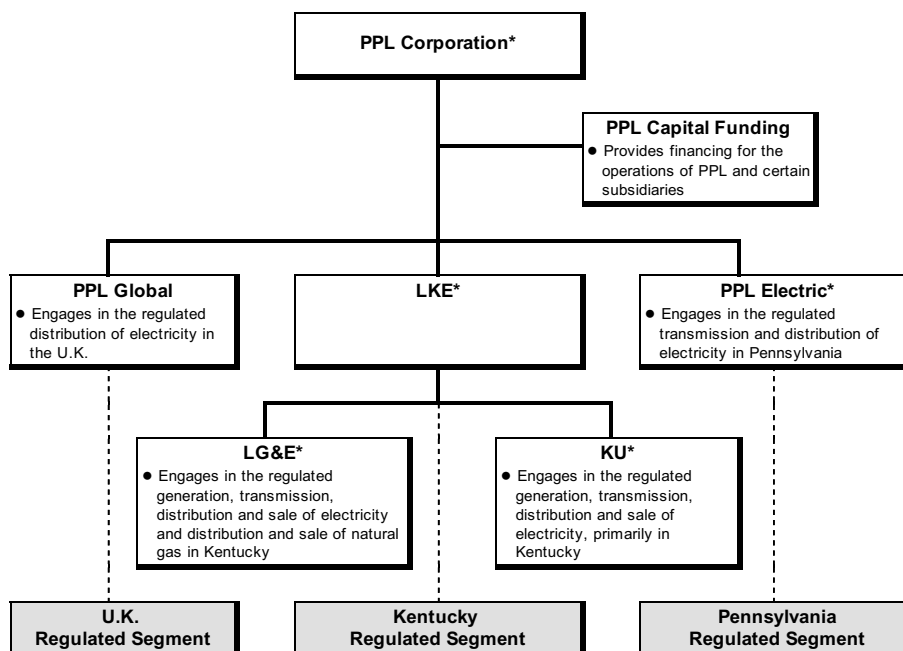 PPL Corporation*
PPL Capital Funding
● Provides financing for the
operations of PPL and certain
subsidiaries
PPL Global
● Engages in the regulated
distribution of electricity in
the U.K.
LKE*
PPL Electric*
● Engages in the regulated
transmission and distribution of
electricity in Pennsylvania
LG&E*
● Engages in the regulated
generation, transmission,
distribution and sale of electricity
and distribution and sale of natural
gas in Kentucky
KU*
● Engages in the regulated
generation, transmission,
distribution and sale of
electricity, primarily in
Kentucky
U.K.
Regulated Segment
Kentucky
Regulated Segment
Pennsylvania
Regulated Segment